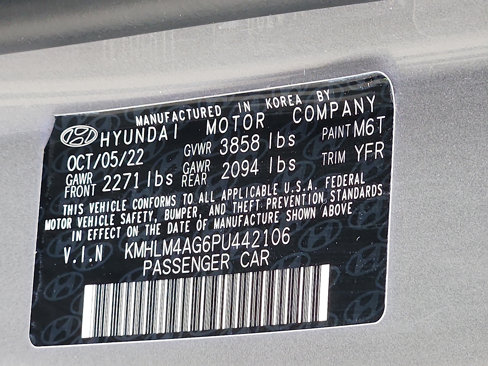 MANUFACTURED IN KOREA BY
HYUNDAI MOTOR COMPANY
OCT/05/22 GVWR 3858 lbs PAINT M6T
GAWR FRONT 2271 lbs GAWR REAR 2094 lbs TRIM YFR
THIS VEHICLE CONFORMS TO ALL APPLICABLE U.S.A. FEDERAL
MOTOR VEHICLE SAFETY, BUMPER, AND THEFT PREVENTION STANDARDS
IN EFFECT ON THE DATE OF MANUFACTURE SHOWN ABOVE
V.I.N KMHLM4AG6PU442106
PASSENGER CAR